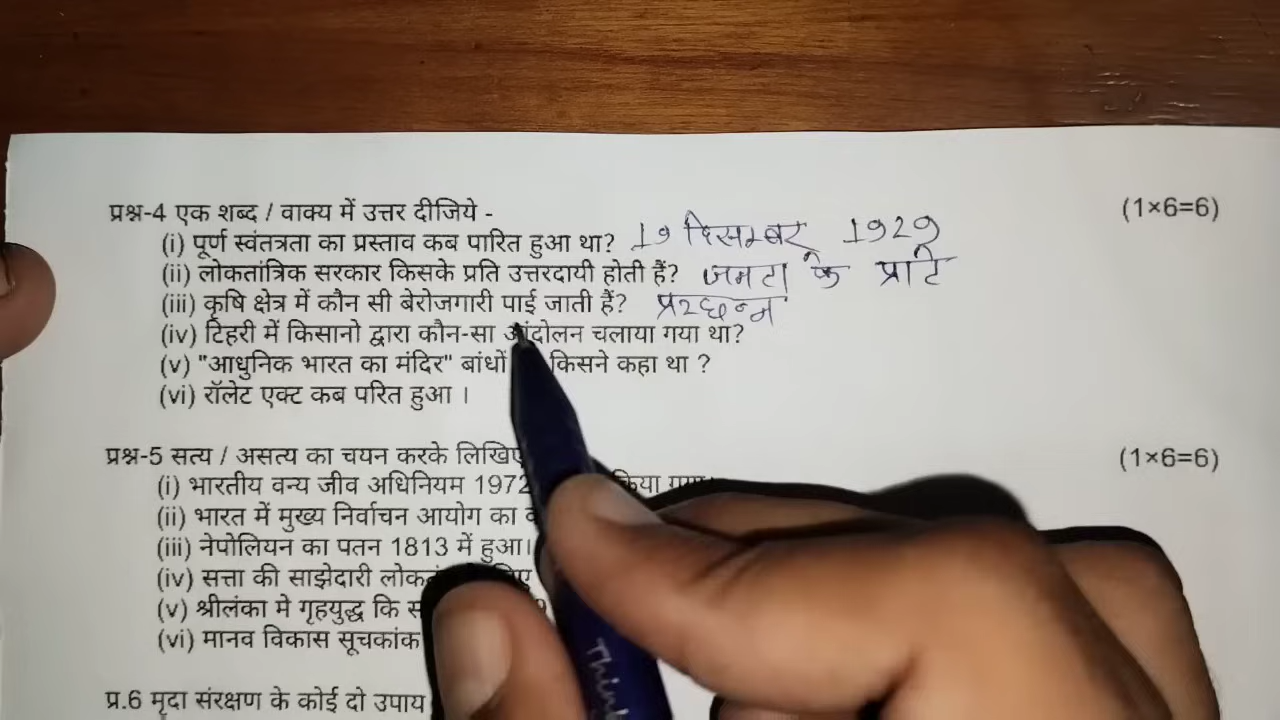 प्रश्न-4 एक शब्द / वाक्य में उत्तर दीजिये - (1×6=6)
(i) पूर्ण स्वंतत्रता का प्रस्ताव कब पारित हुआ था? 19 दिसम्बर 1929
(ii) लोकतांत्रिक सरकार किसके प्रति उत्तरदायी होती हैं? जनता के प्रति
(iii) कृषि क्षेत्र में कौन सी बेरोजगारी पाई जाती हैं? प्रच्छन्न
(iv) टिहरी में किसानो द्वारा कौन-सा आंदोलन चलाया गया था?
(v) "आधुनिक भारत का मंदिर" बांधों किसने कहा था ?
(vi) रॉलेट एक्ट कब परित हुआ ।
प्रश्न-5 सत्य / असत्य का चयन करके लिखिए (1×6=6)
(i) भारतीय वन्य जीव अधिनियम 1972 किया गया।
(ii) भारत में मुख्य निर्वाचन आयोग का
(iii) नेपोलियन का पतन 1813 में हुआ।
(iv) सत्ता की साझेदारी
(v) श्रीलंका मे गृहयुद्ध कि
(vi) मानव विकास सूचकांक
प्र.6 मृदा संरक्षण के कोई दो उपाय
Think